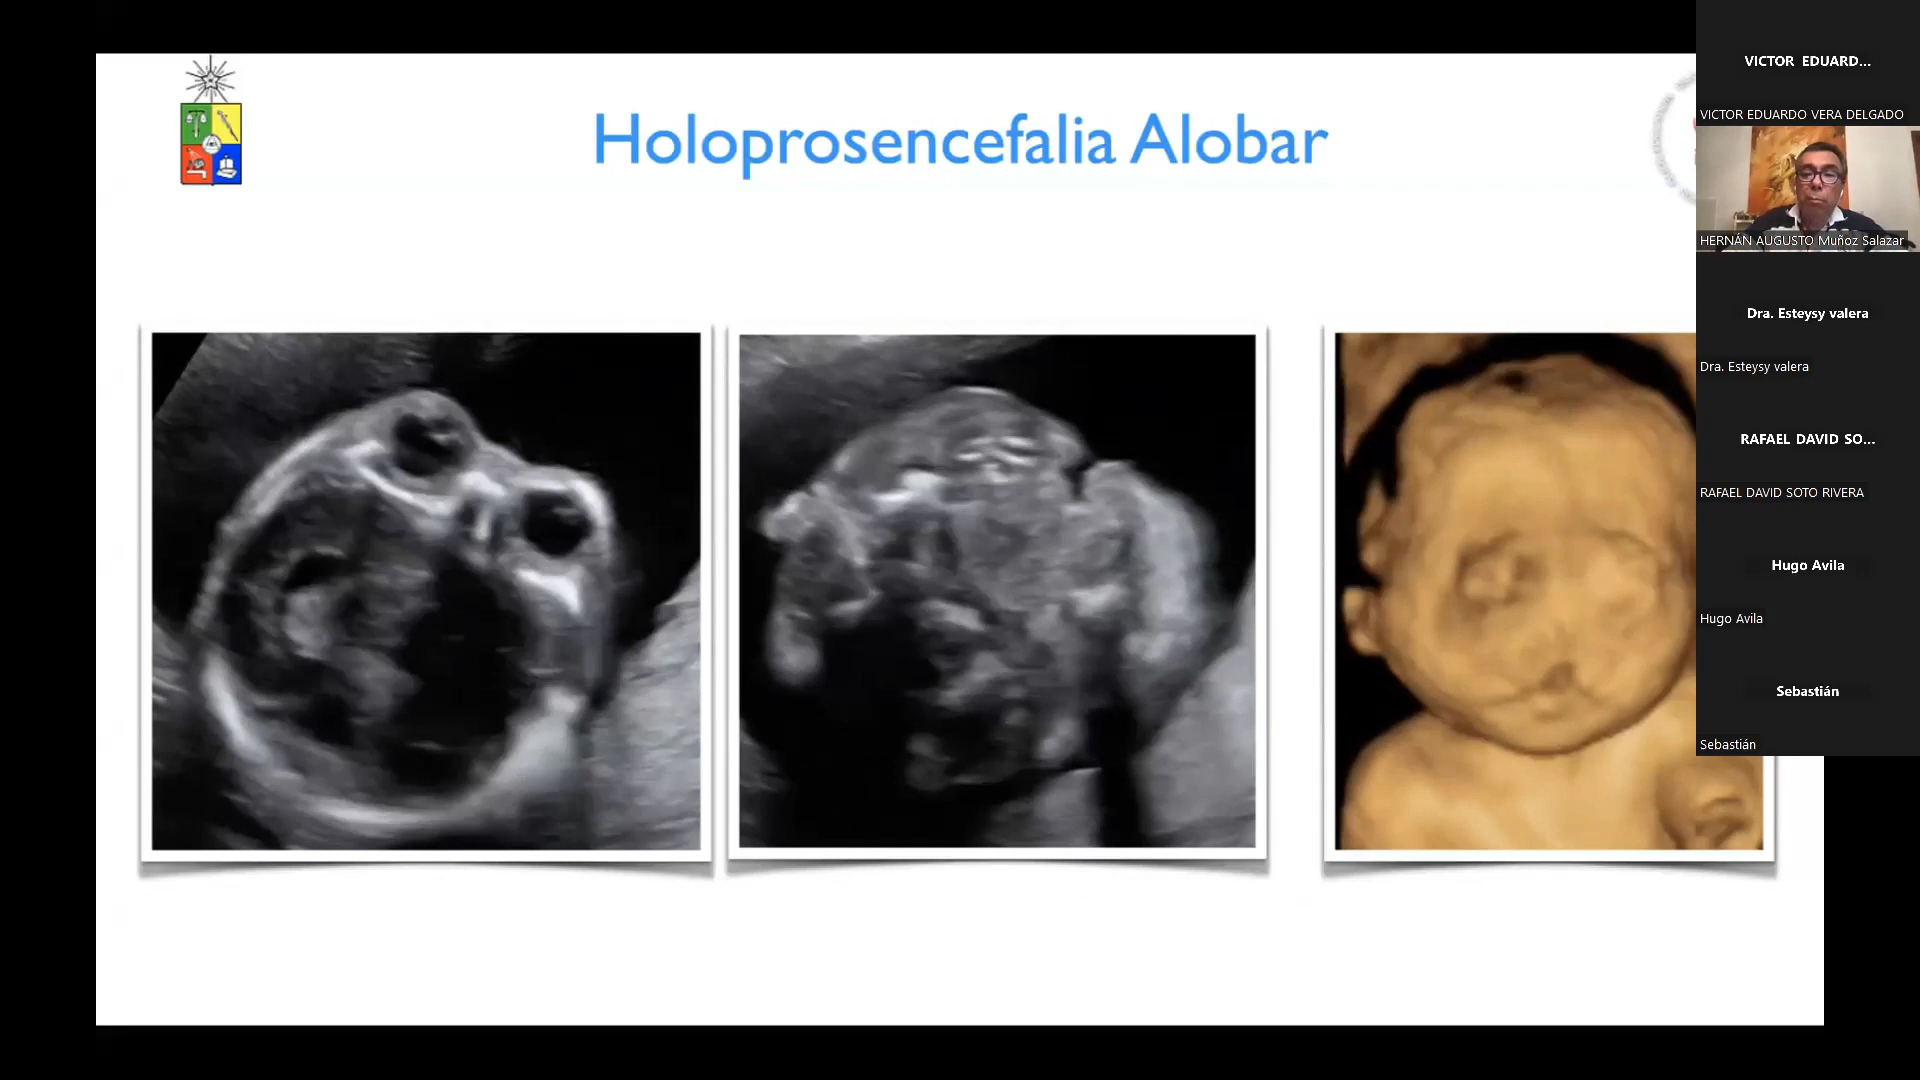 Holoprosencefalia Alobar
VICTOR EDUARD...
VICTOR EDUARDO VERA DELGADO
HERNÁN AUGUSTO Muñoz Salazar
Dra. Esteysy valera
Dra. Esteysy valera
RAFAEL DAVID SO...
RAFAEL DAVID SOTO RIVERA
Hugo Avila
Hugo Avila
Sebastián
Sebastián